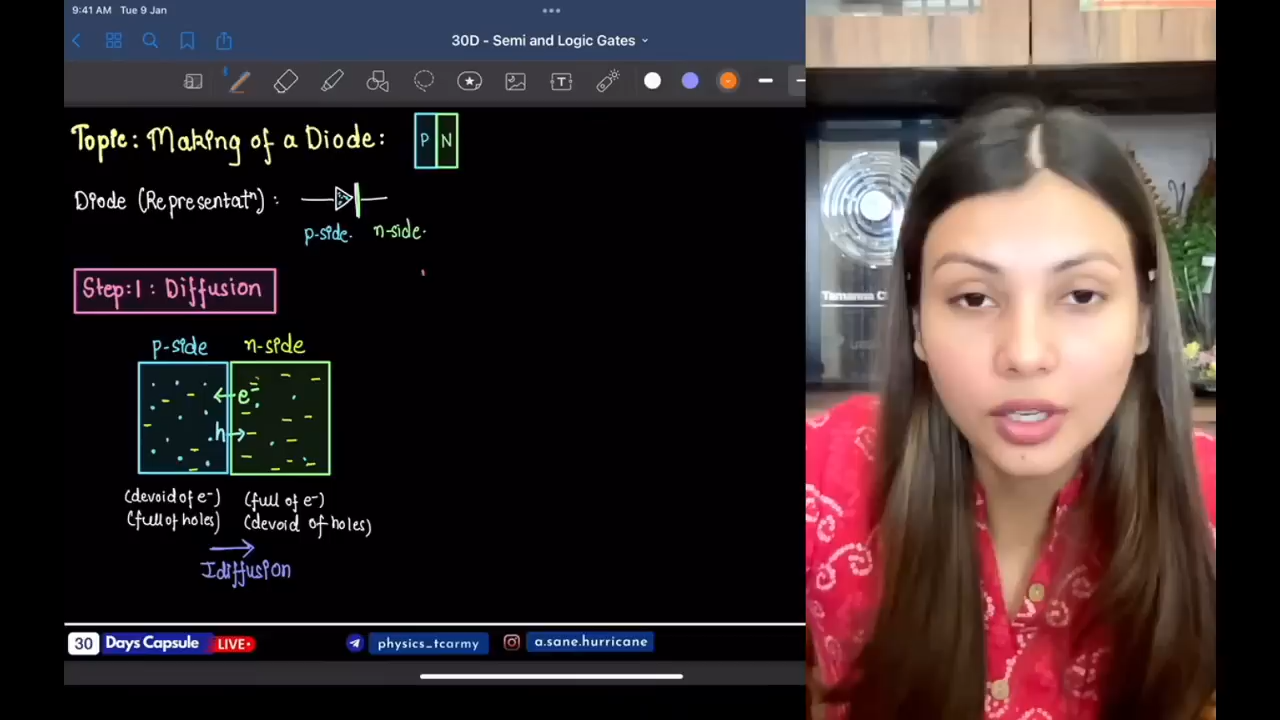 9:41 AM Tue 9 Jan
30D - Semi and Logic Gates
Topic: Making of a Diode: P N
Diode (Representatⁿ):
p-side. n-side.
Step:1: Diffusion
p-side n-side
e⁻
h
(devoid of e⁻) (full of e⁻)
(full of holes) (devoid of holes)
Idiffusion
30 Days Capsule LIVE physics_tcarmy a.sane.hurricane